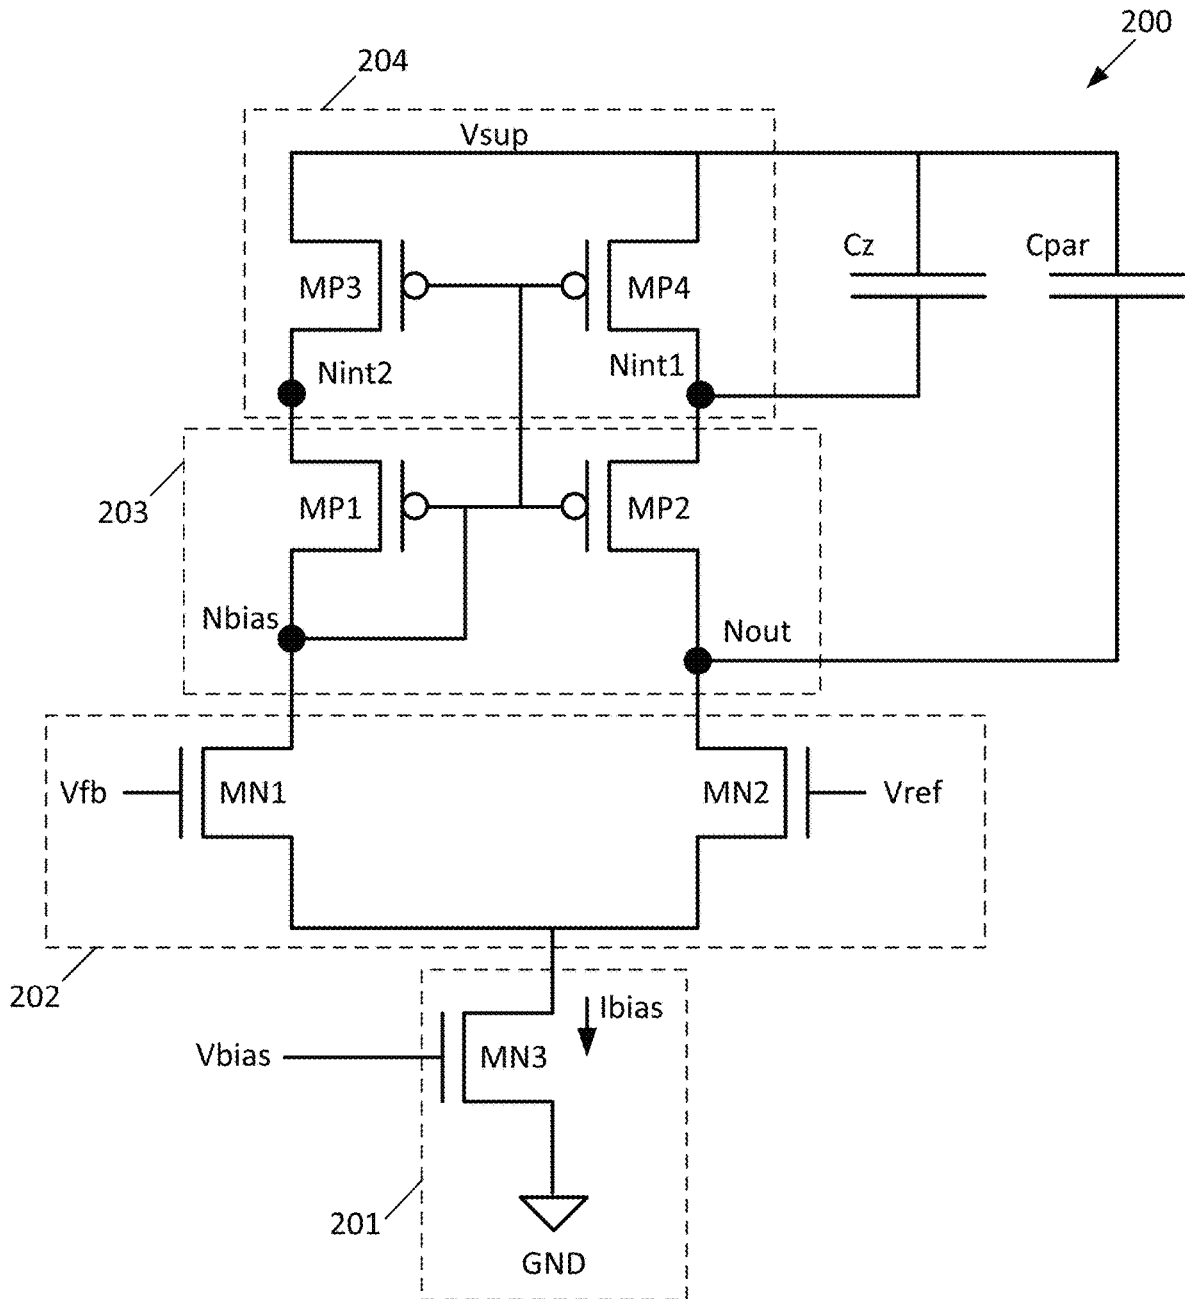 200
204
Vsup
Cz
Cpar
MP3
MP4
Nint2
Nint1
203
MP1
MP2
Nbias
Nout
Vfb
MN1
MN2
Vref
202
Ibias
Vbias
MN3
201
GND